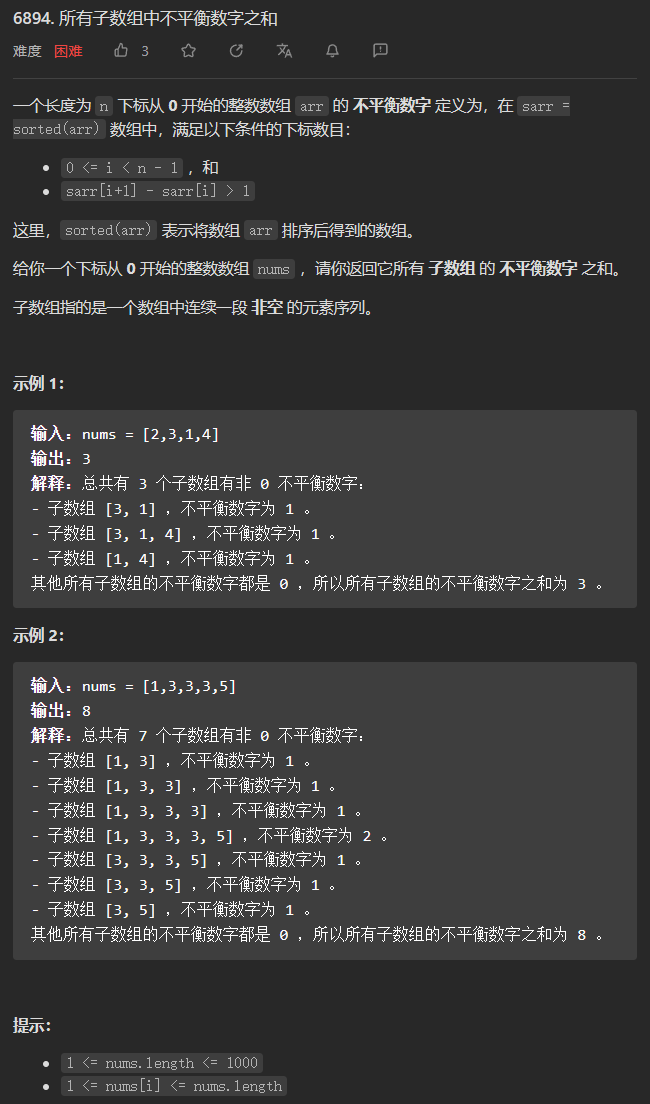 6894. 所有子数组中不平衡数字之和
难度 困难 3
一个长度为 n 下标从 0 开始的整数数组 arr 的 不平衡数字 定义为，在 sarr =
sorted(arr) 数组中，满足以下条件的下标数目：
• 0 <= i < n - 1 ，和
• sarr[i+1] - sarr[i] > 1
这里，sorted(arr) 表示将数组 arr 排序后得到的数组。
给你一个下标从 0 开始的整数数组 nums ，请你返回它所有 子数组 的 不平衡数字 之和。
子数组指的是一个数组中连续一段 非空 的元素序列。
示例 1：
输入：nums = [2,3,1,4]
输出：3
解释：总共有 3 个子数组有非 0 不平衡数字：
- 子数组 [3, 1] ，不平衡数字为 1 。
- 子数组 [3, 1, 4] ，不平衡数字为 1 。
- 子数组 [1, 4] ，不平衡数字为 1 。
其他所有子数组的不平衡数字都是 0 ，所以所有子数组的不平衡数字之和为 3 。
示例 2：
输入：nums = [1,3,3,3,5]
输出：8
解释：总共有 7 个子数组有非 0 不平衡数字：
- 子数组 [1, 3] ，不平衡数字为 1 。
- 子数组 [1, 3, 3] ，不平衡数字为 1 。
- 子数组 [1, 3, 3, 3] ，不平衡数字为 1 。
- 子数组 [1, 3, 3, 3, 5] ，不平衡数字为 2 。
- 子数组 [3, 3, 3, 5] ，不平衡数字为 1 。
- 子数组 [3, 3, 5] ，不平衡数字为 1 。
- 子数组 [3, 5] ，不平衡数字为 1 。
其他所有子数组的不平衡数字都是 0 ，所以所有子数组的不平衡数字之和为 8 。
提示：
• 1 <= nums.length <= 1000
• 1 <= nums[i] <= nums.length